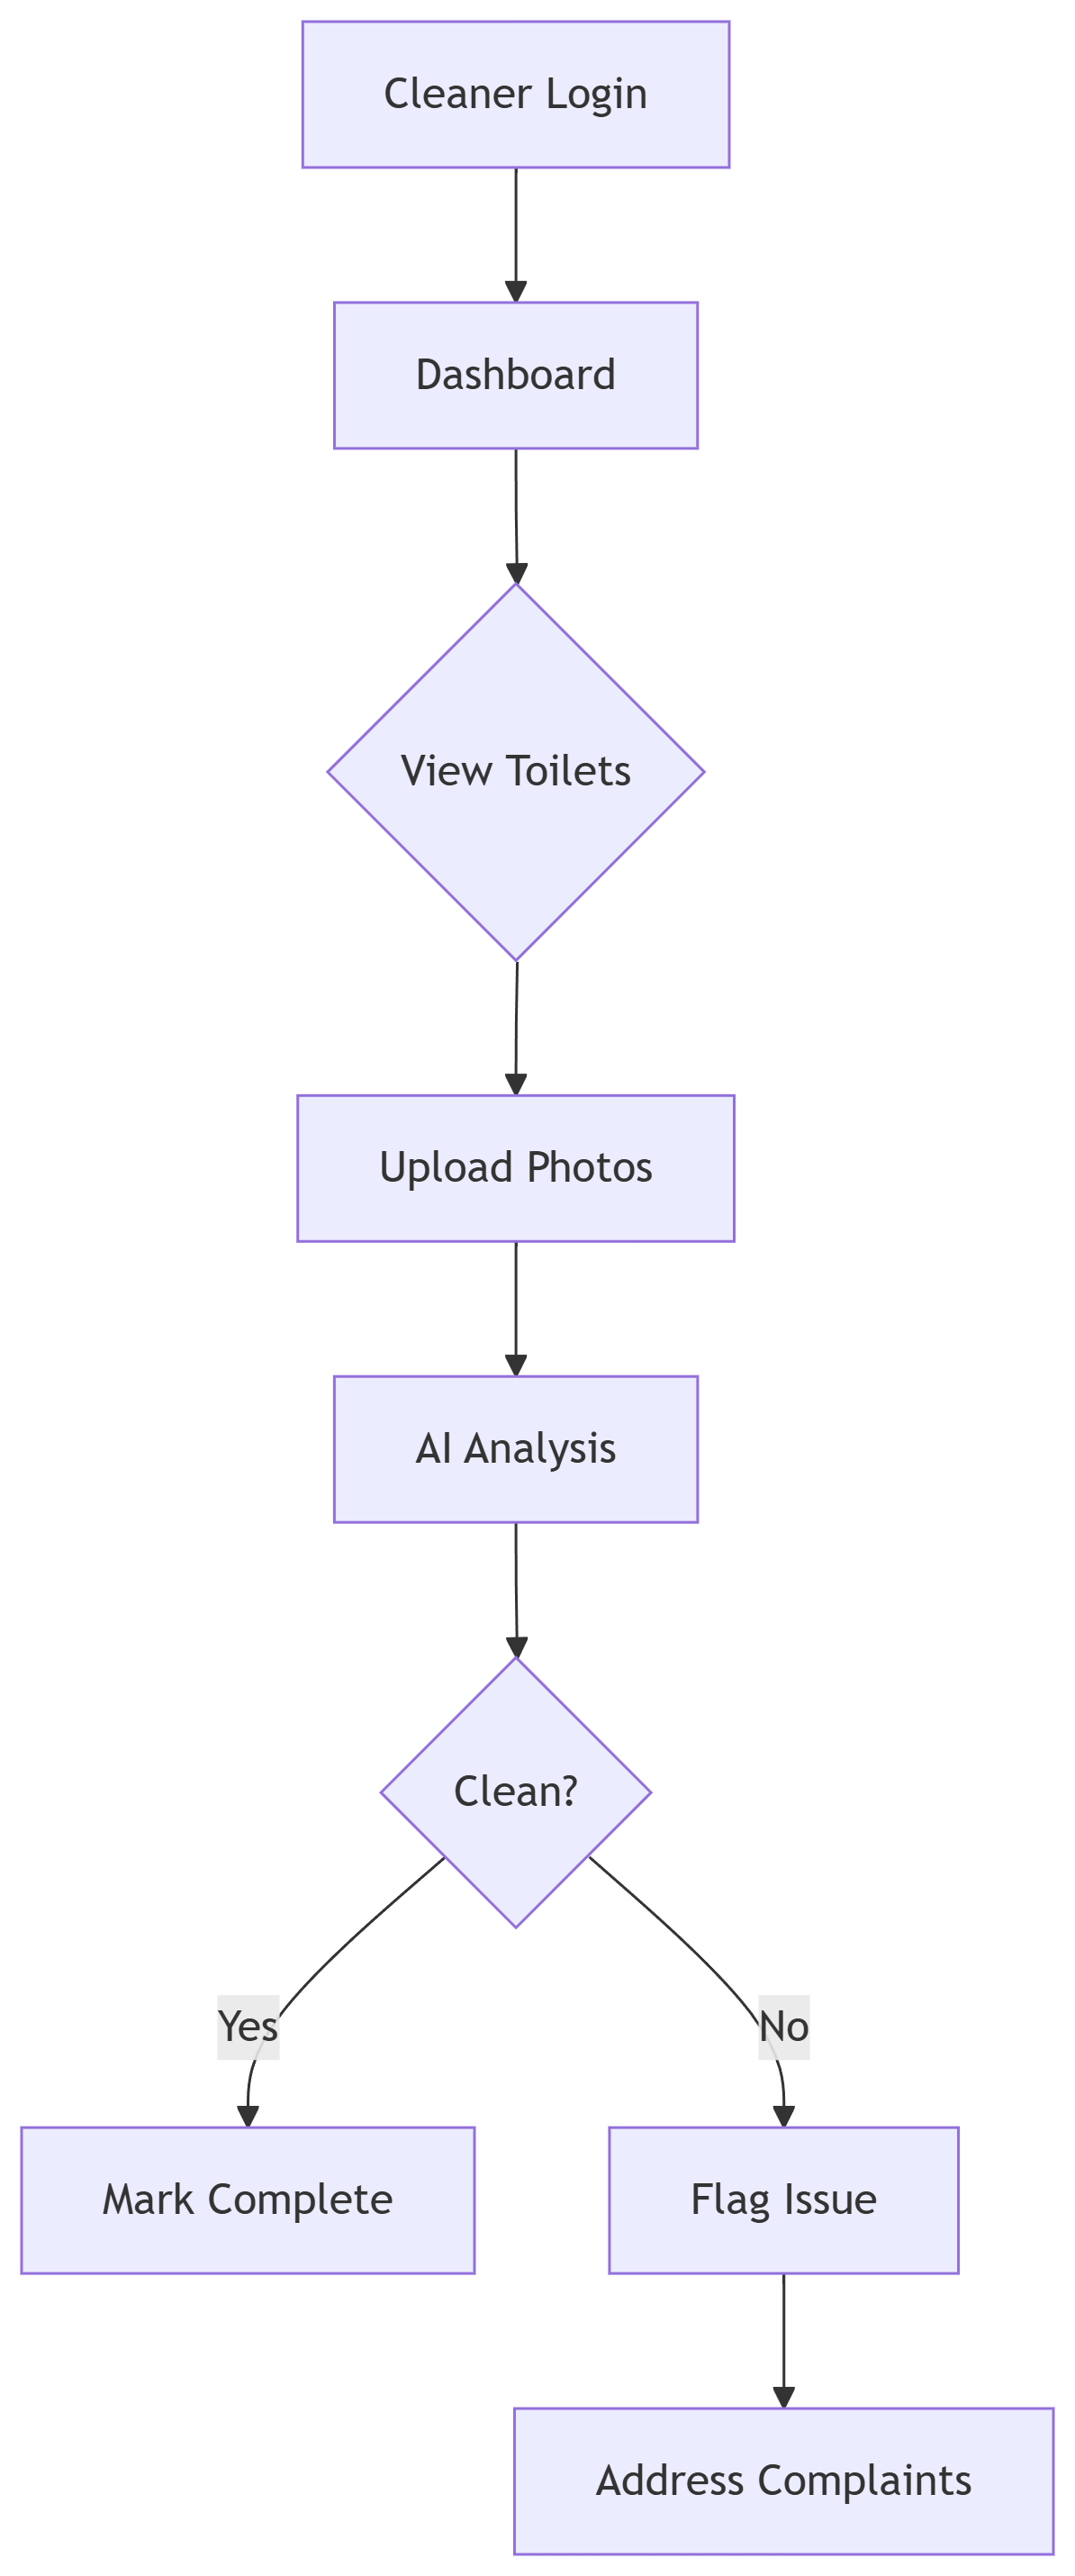 Cleaner Login
Dashboard
View Toilets
Upload Photos
AI Analysis
Clean?
Yes
No
Mark Complete
Flag Issue
Address Complaints